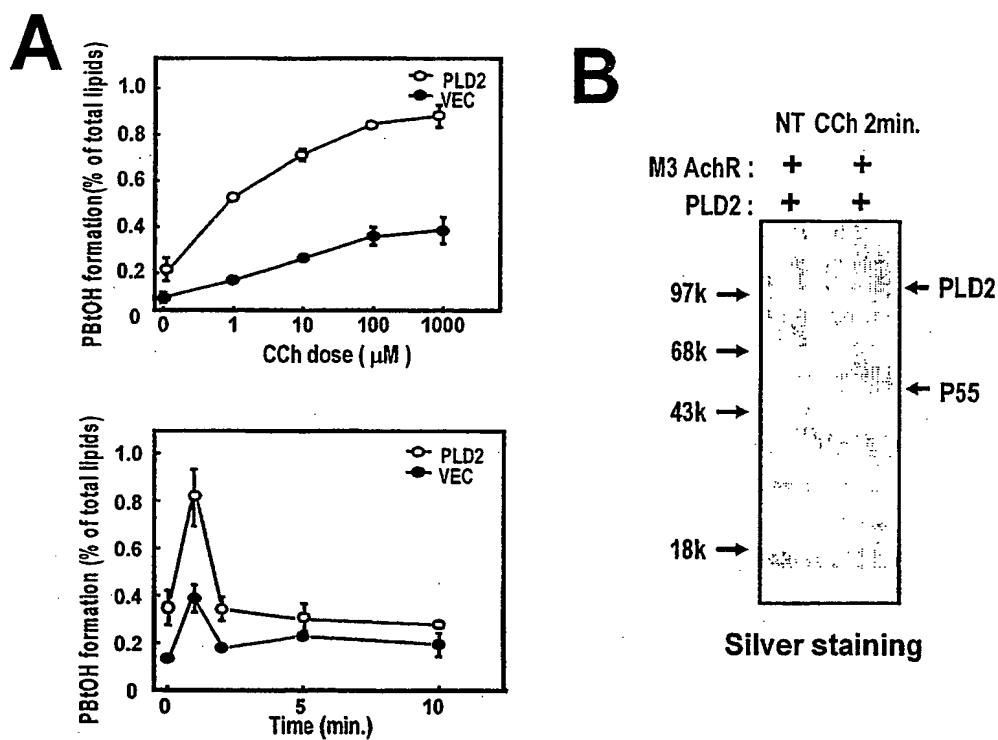 A
PBtOH formation(% of total lipids)
1.0
0.8
0.6
0.4
0.2
0
PLD2
VEC
0 1 10 100 1000
CCh dose ( μM )
PBtOH formation (% of total lipids)
1.0
0.8
0.6
0.4
0.2
0
PLD2
VEC
0 5 10
Time (min.)
B
NT CCh 2min.
M3 AchR : + +
PLD2 : + +
97k
68k
43k
18k
PLD2
P55
Silver staining